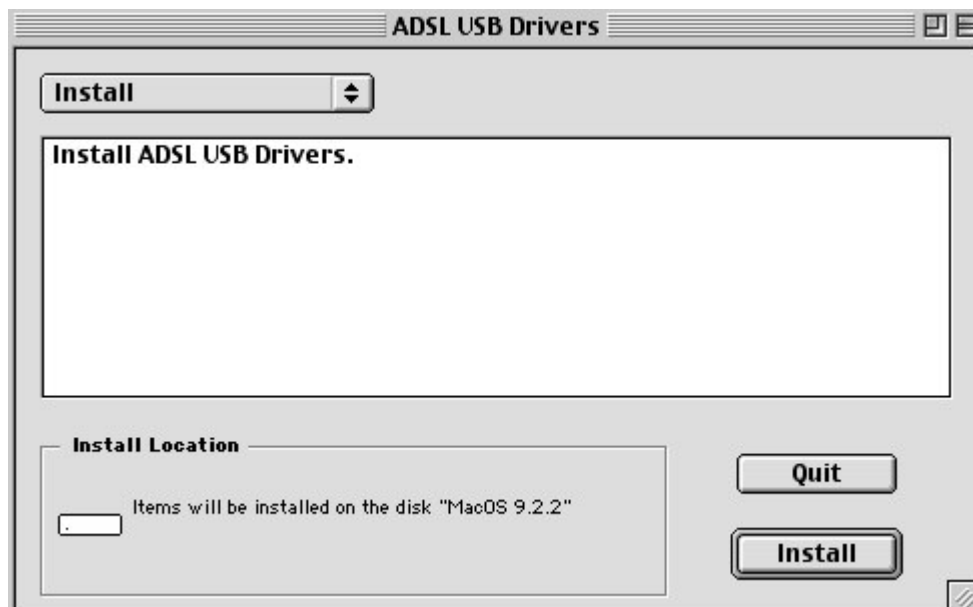 ADSL USB Drivers
Install
Install ADSL USB Drivers.
Install Location
Items will be installed on the disk "MacOS 9.2.2"
Quit
Install